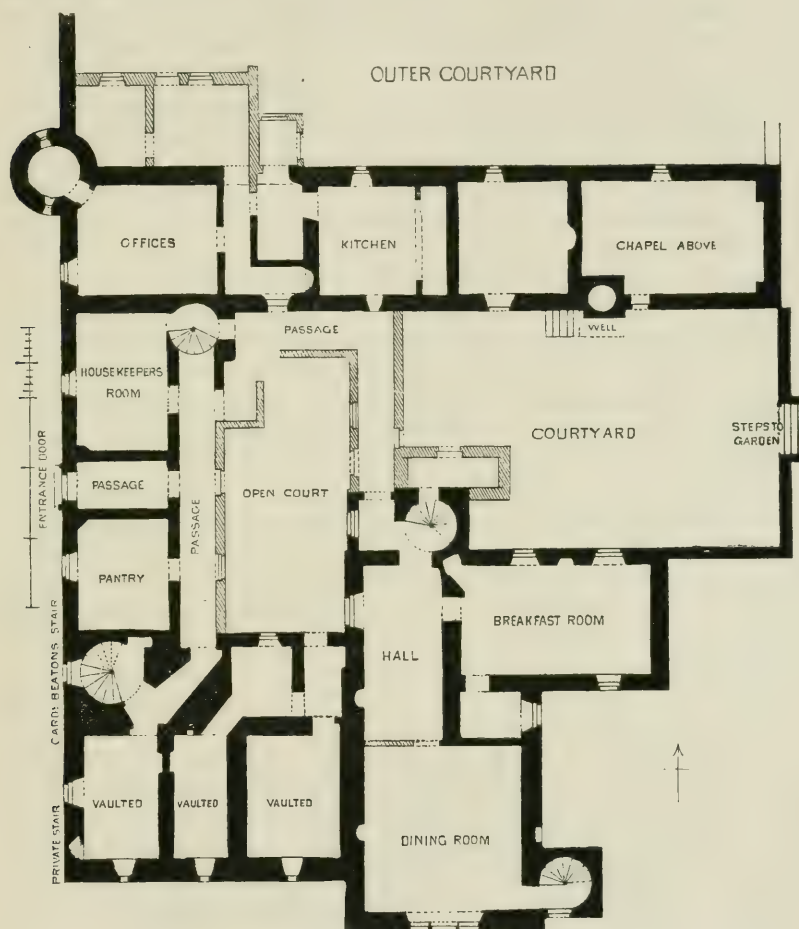 OUTER COURTYARD
OFFICES
KITCHEN
CHAPEL ABOVE
PASSAGE
WELL
HOUSEKEEPERS
ROOM
COURTYARD
STEPS TO
GARDEN
ENTRANCE DOOR
PASSAGE
PASSAGE
OPEN COURT
PANTRY
BREAKFAST ROOM
HALL
CARDL BEATONS STAIR
VAULTED
VAULTED
VAULTED
DINING ROOM
PRIVATE STAIR